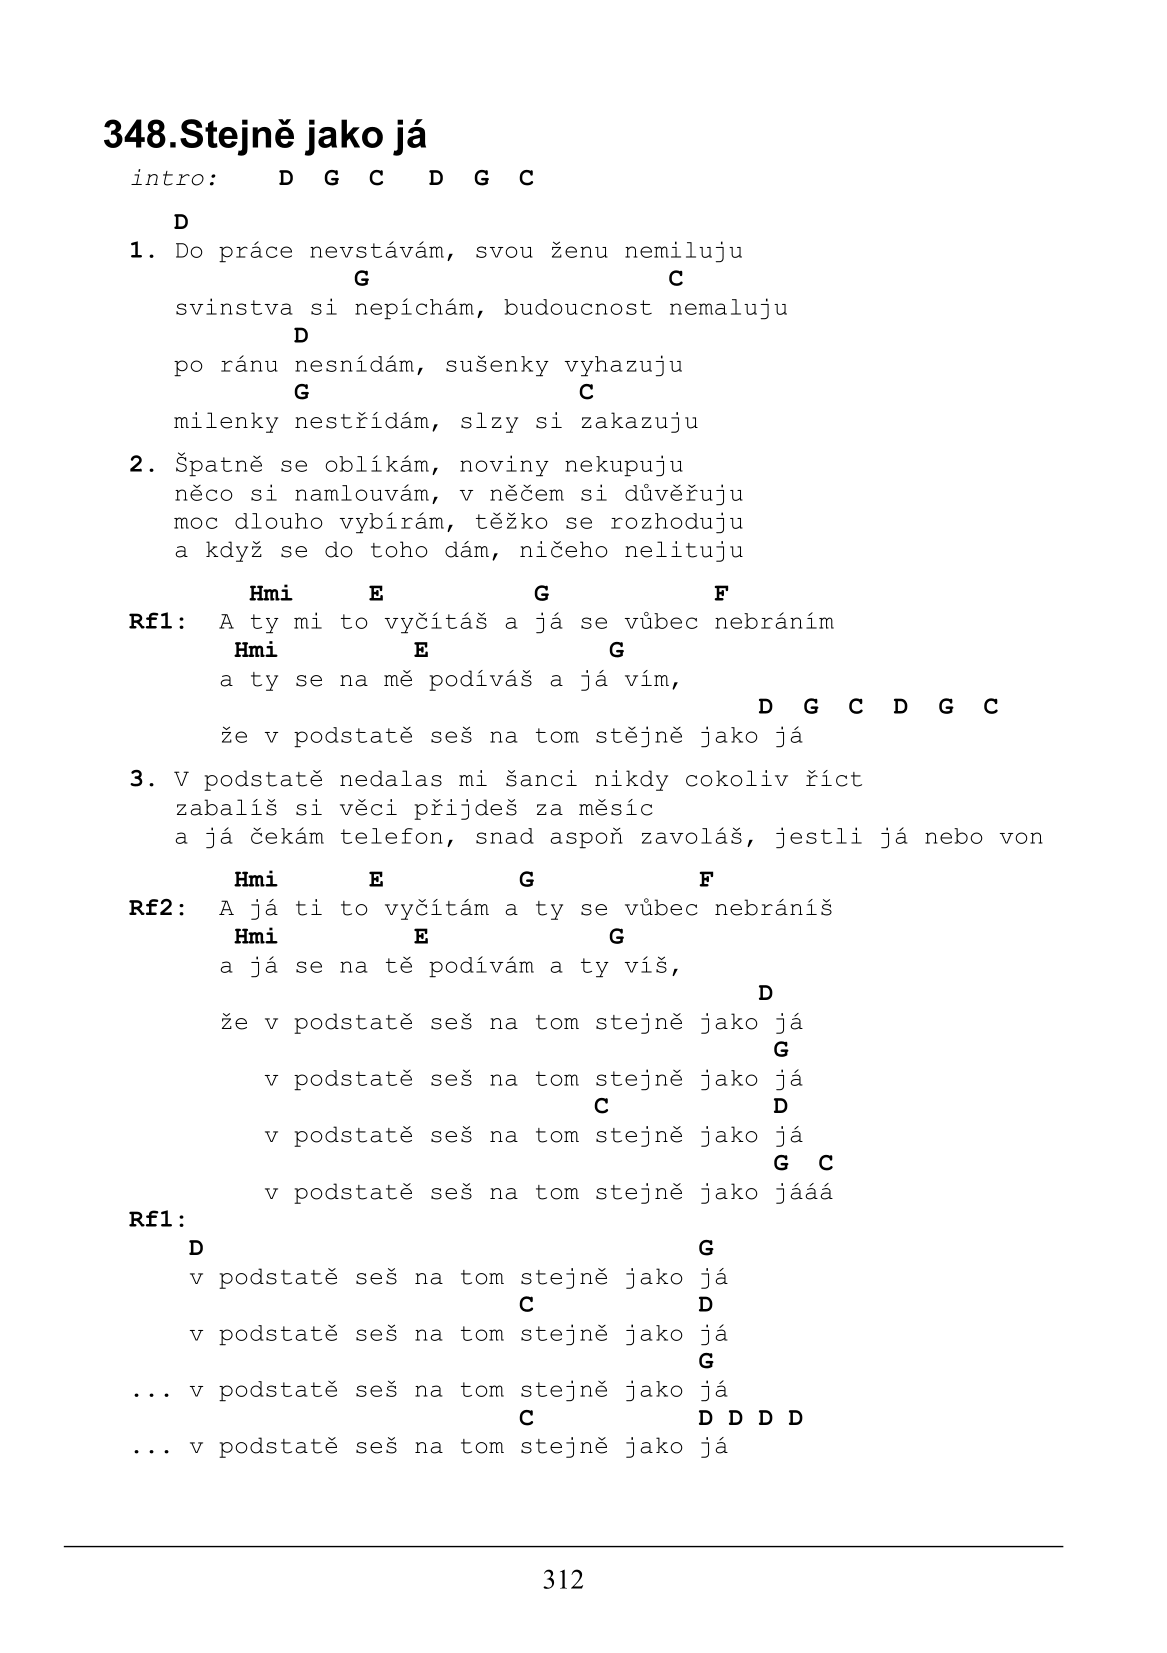 348.Stejně jako já
intro: D G C D G C
D
1. Do práce nevstávám, svou ženu nemiluju
G C
svinstva si nepíchám, budoucnost nemaluju
D
po ránu nesnídám, sušenky vyhazuju
G C
milenky nestřídám, slzy si zakazuju
2. Špatně se oblíkám, noviny nekupuju
něco si namlouvám, v něčem si důvěřuju
moc dlouho vybírám, těžko se rozhoduju
a když se do toho dám, ničeho nelituju
Hmi E G F
Rf1: A ty mi to vyčítáš a já se vůbec nebráním
Hmi E G
a ty se na mě podíváš a já vím,
D G C D G C
že v podstatě seš na tom stějně jako já
3. V podstatě nedalas mi šanci nikdy cokoliv říct
zabalíš si věci přijdeš za měsíc
a já čekám telefon, snad aspoň zavoláš, jestli já nebo von
Hmi E G F
Rf2: A já ti to vyčítám a ty se vůbec nebráníš
Hmi E G
a já se na tě podívám a ty víš,
D
že v podstatě seš na tom stejně jako já
G
v podstatě seš na tom stejně jako já
C D
v podstatě seš na tom stejně jako já
G C
v podstatě seš na tom stejně jako jááá
Rf1:
D G
v podstatě seš na tom stejně jako já
C D
v podstatě seš na tom stejně jako já
G
... v podstatě seš na tom stejně jako já
C D D D D
... v podstatě seš na tom stejně jako já
312